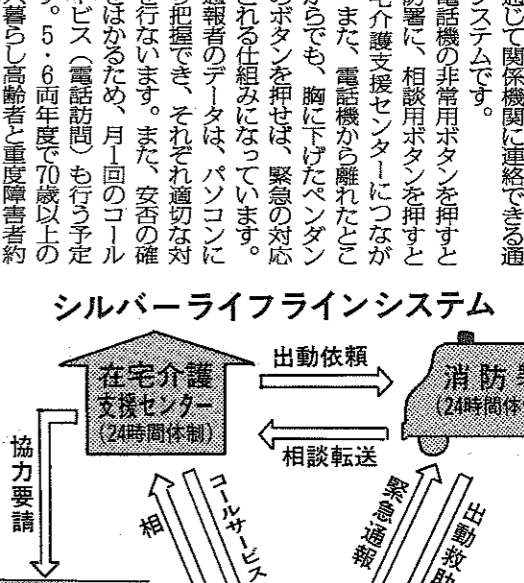 通じて関係機関に連絡できる通
システムです。
電話機の非常用ボタンを押すと
防署に、相談用ボタンを押すと
宅介護支援センターにつなが
また、電話機から離れたとこ
からでも、胸に下げたペンダン
のボタンを押せば、緊急の対応
される仕組みになっています。
通報者のデータは、パソコンに
り把握でき、それぞれ適切な対
を行ないます。また、安否の確
をはかるため、月1回のコール
ービス（電話訪問）も行う予定
す。5・6両年度で70歳以上の
人暮らし高齢者と重度障害者約
シルバーライフラインシステム
在宅介護
支援センター
(24時間体制)
出動依頼
相談転送
消防
(24時間体
協力要請
相
コールサービス
緊急通報
出動救助